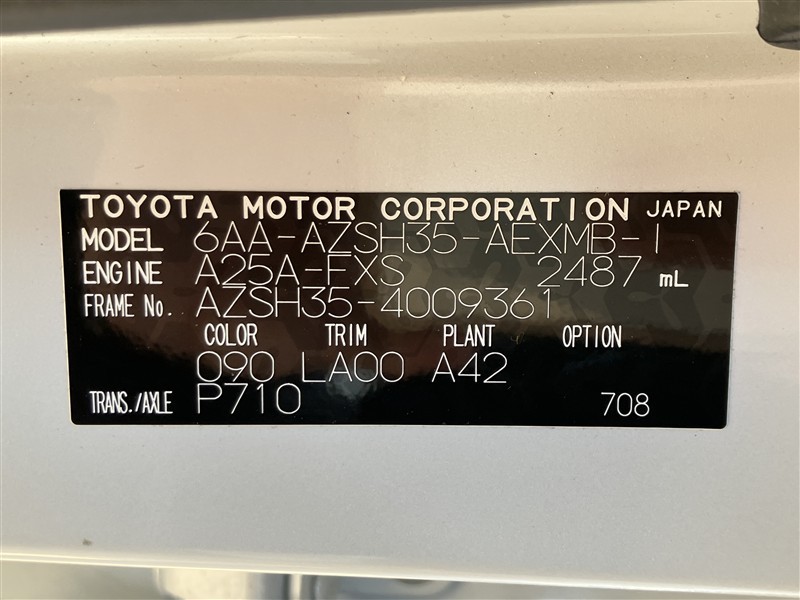 TOYOTA MOTOR CORPORATION JAPAN
MODEL 6AA-AZSH35-AEXMB-I
ENGINE A25A-FXS 2487 mL
FRAME No. AZSH35-4009361
COLOR TRIM PLANT OPTION
090 LA00 A42
TRANS./AXLE P710 708